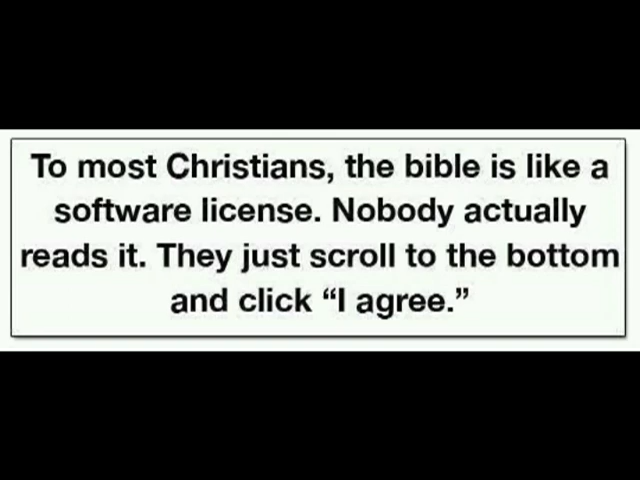 To most Christians, the bible is like a
software license. Nobody actually
reads it. They just scroll to the bottom
and click “I agree.”